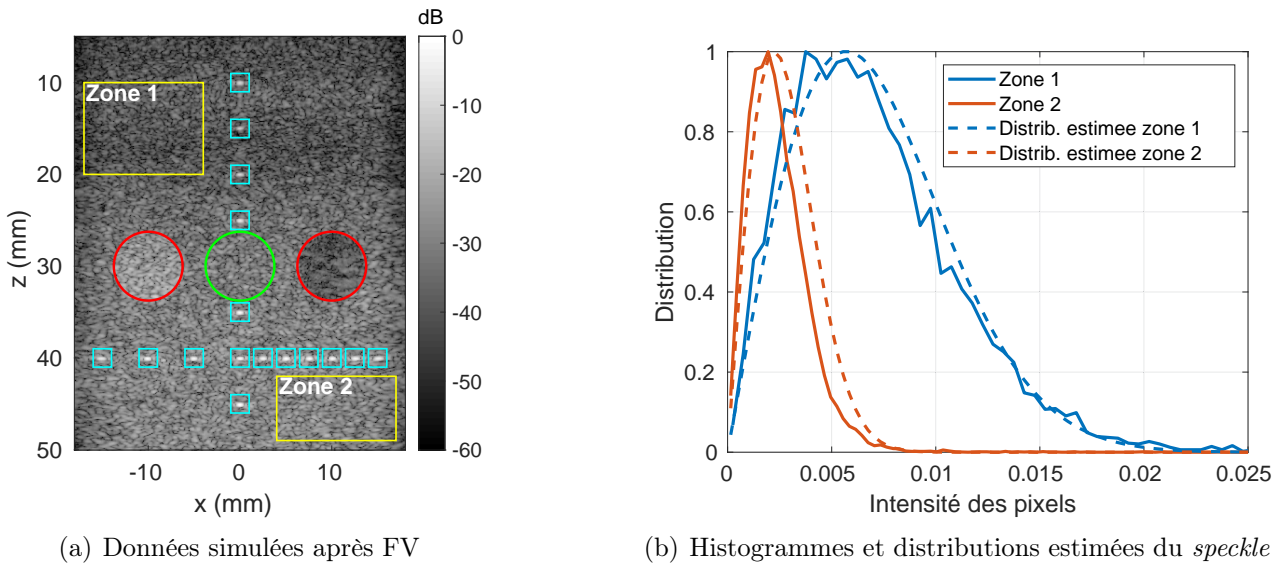 dB
Zone 1
Zone 2
0
-10
-20
-30
-40
-50
-60
10
20
30
40
50
z (mm)
-10
0
10
x (mm)
(a) Données simulées après FV
Zone 1
Zone 2
Distrib. estimee zone 1
Distrib. estimee zone 2
1
0.8
0.6
0.4
0.2
0
Distribution
0
0.005
0.01
0.015
0.02
0.025
Intensité des pixels
(b) Histogrammes et distributions estimées du speckle